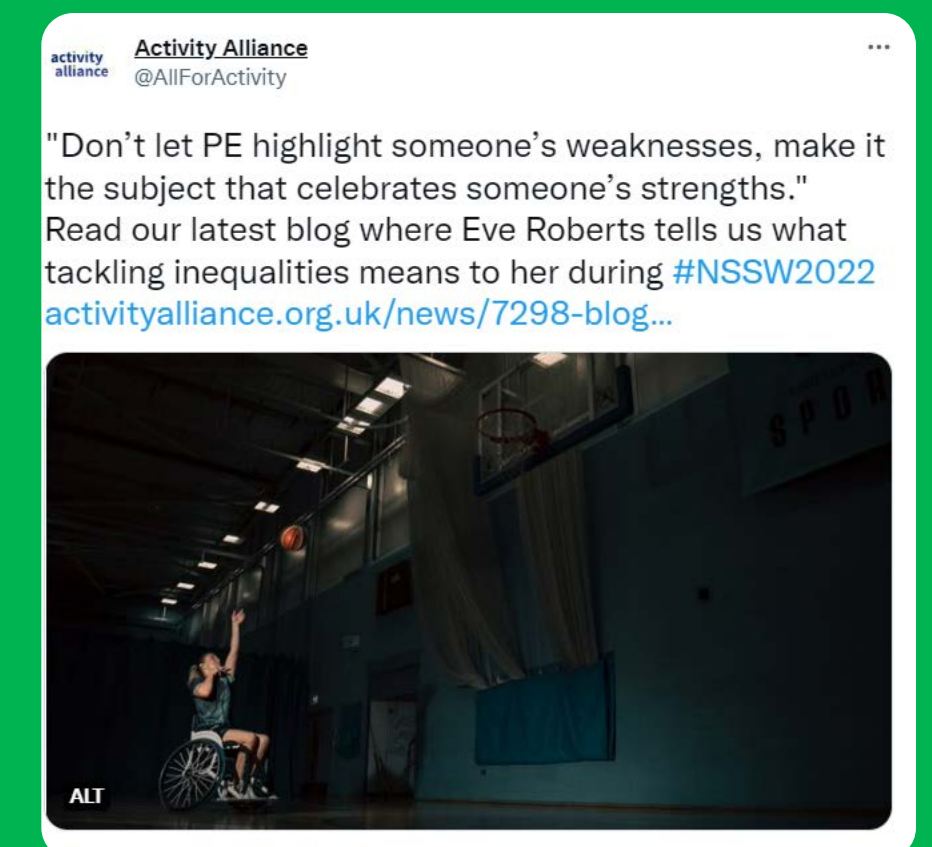 activity
alliance
Activity Alliance
@AllForActivity
"Don’t let PE highlight someone’s weaknesses, make it
the subject that celebrates someone’s strengths."
Read our latest blog where Eve Roberts tells us what
tackling inequalities means to her during #NSSW2022
activityalliance.org.uk/news/7298-blog...
SPOR
ALT